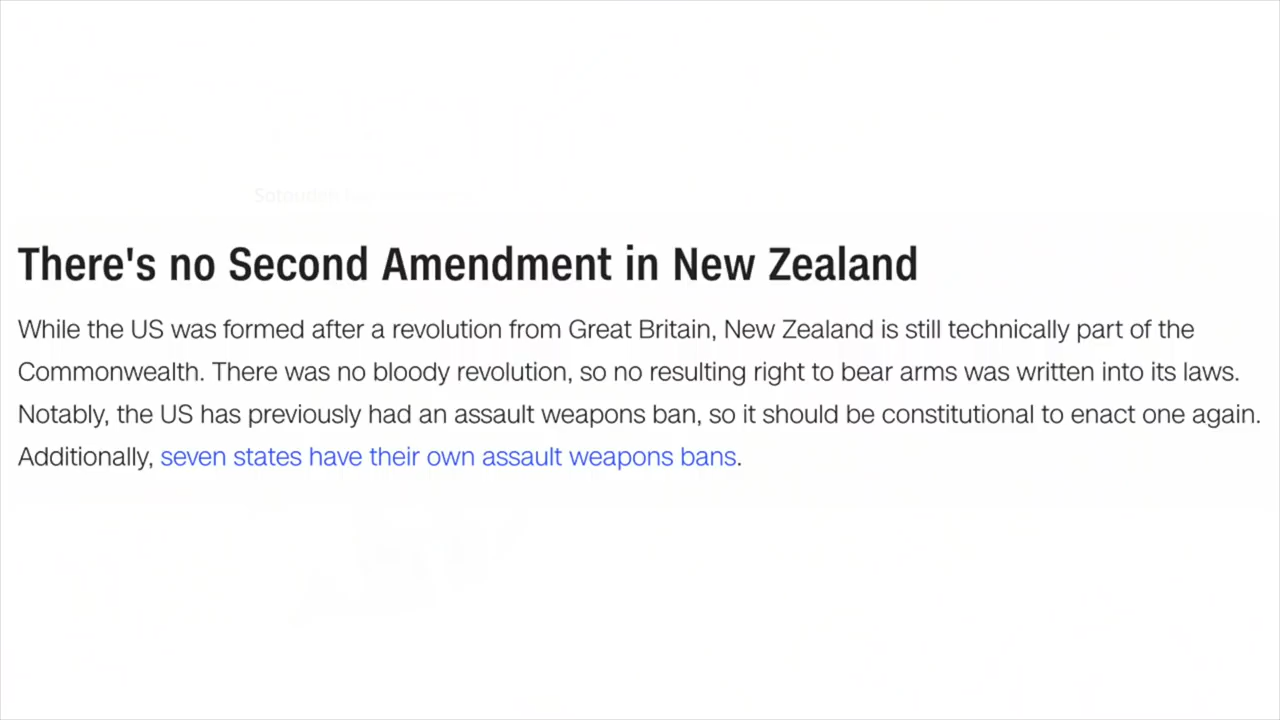 There's no Second Amendment in New Zealand
While the US was formed after a revolution from Great Britain, New Zealand is still technically part of the
Commonwealth. There was no bloody revolution, so no resulting right to bear arms was written into its laws.
Notably, the US has previously had an assault weapons ban, so it should be constitutional to enact one again.
Additionally, seven states have their own assault weapons bans.